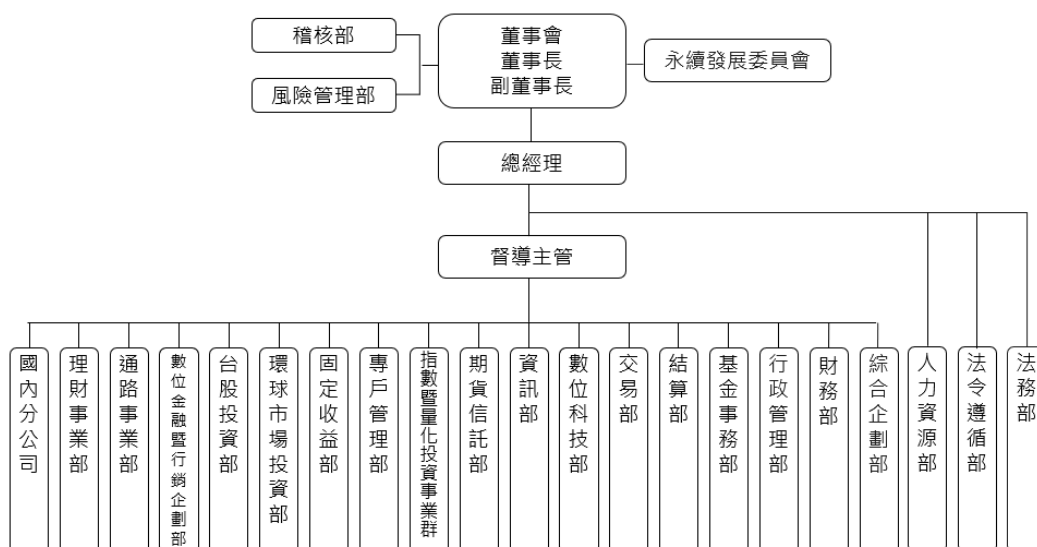 稽核部
董事會
董事長
副董事長
永續發展委員會
風險管理部
總經理
督導主管
國內分公司
理財事業部
通路事業部
數位金融暨行銷企劃部
台股投資部
環球市場投資部
固定收益部
專戶管理部
指數暨量化投資事業群
期貨信託部
資訊部
數位科技部
交易部
結算部
基金事務部
行政管理部
財務部
綜合企劃部
人力資源部
法令遵循部
法務部